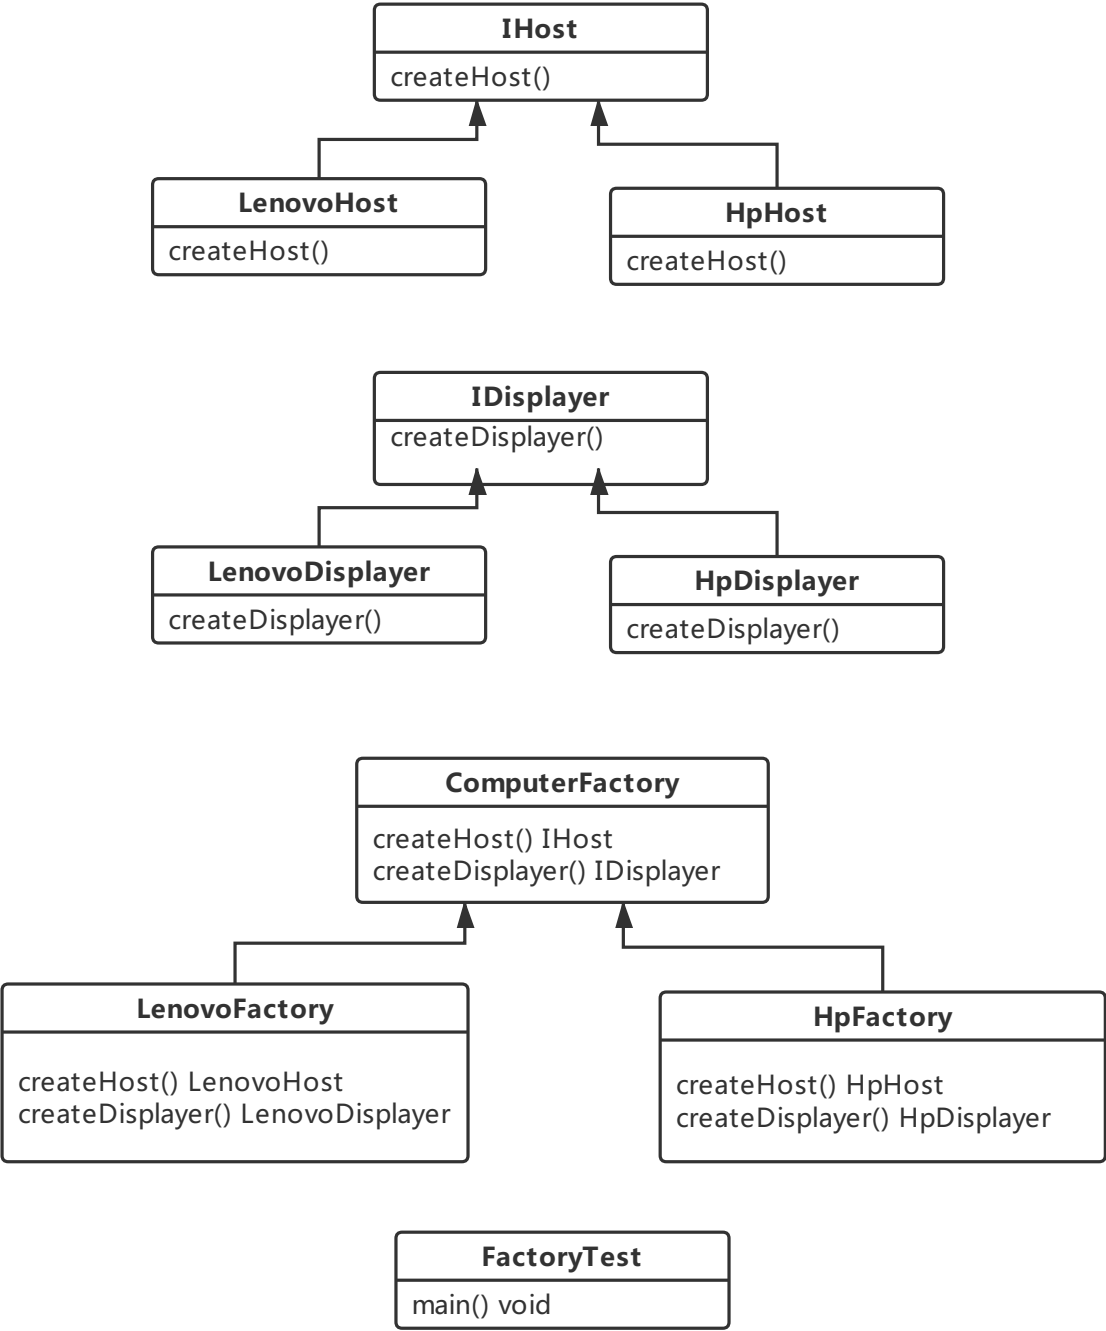 IHost
createHost()
LenovoHost
createHost()
HpHost
createHost()
IDisplayer
createDisplayer()
LenovoDisplayer
createDisplayer()
HpDisplayer
createDisplayer()
ComputerFactory
createHost() IHost
createDisplayer() IDisplayer
LenovoFactory
createHost() LenovoHost
createDisplayer() LenovoDisplayer
HpFactory
createHost() HpHost
createDisplayer() HpDisplayer
FactoryTest
main() void